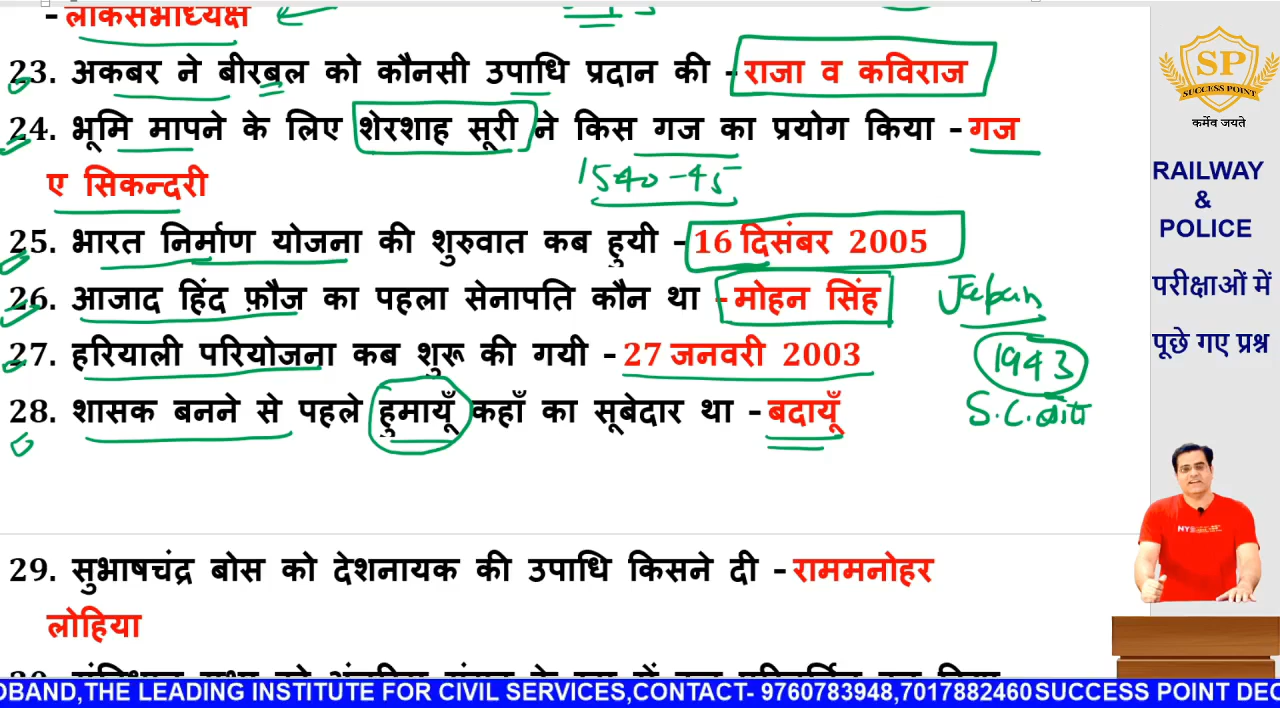 - लोकसभाध्यक्ष
23. अकबर ने बीरबल को कौनसी उपाधि प्रदान की - राजा व कविराज
24. भूमि मापने के लिए शेरशाह सूरी ने किस गज का प्रयोग किया - गज
ए सिकन्दरी
1540-45
25. भारत निर्माण योजना की शुरुवात कब हुयी - 16 दिसंबर 2005
26. आजाद हिंद फ़ौज का पहला सेनापति कौन था - मोहन सिंह
Japan
27. हरियाली परियोजना कब शुरू की गयी - 27 जनवरी 2003
1943
28. शासक बनने से पहले हुमायूँ कहाँ का सूबेदार था - बदायूँ
S.C.
29. सुभाषचंद्र बोस को देशनायक की उपाधि किसने दी - राममनोहर
लोहिया
SP
SUCCESS POINT
कर्मेव जयते
RAILWAY
&
POLICE
परीक्षाओं में
पूछे गए प्रश्न
OBAND,THE LEADING INSTITUTE FOR CIVIL SERVICES,CONTACT- 9760783948,7017882460 SUCCESS POINT DEO